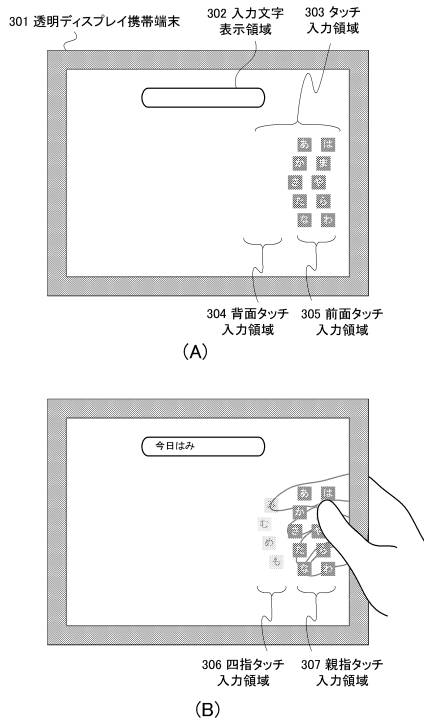 301 透明ディスプレイ携帯端末
302 入力文字
表示領域
303 タッチ
入力領域
あ は
か ま
さ や
た ら
な わ
304 背面タッチ
入力領域
305 前面タッチ
入力領域
(A)
今日はみ
あ は
み か
む さ
め た ら
も な わ
306 四指タッチ
入力領域
307 親指タッチ
入力領域
(B)